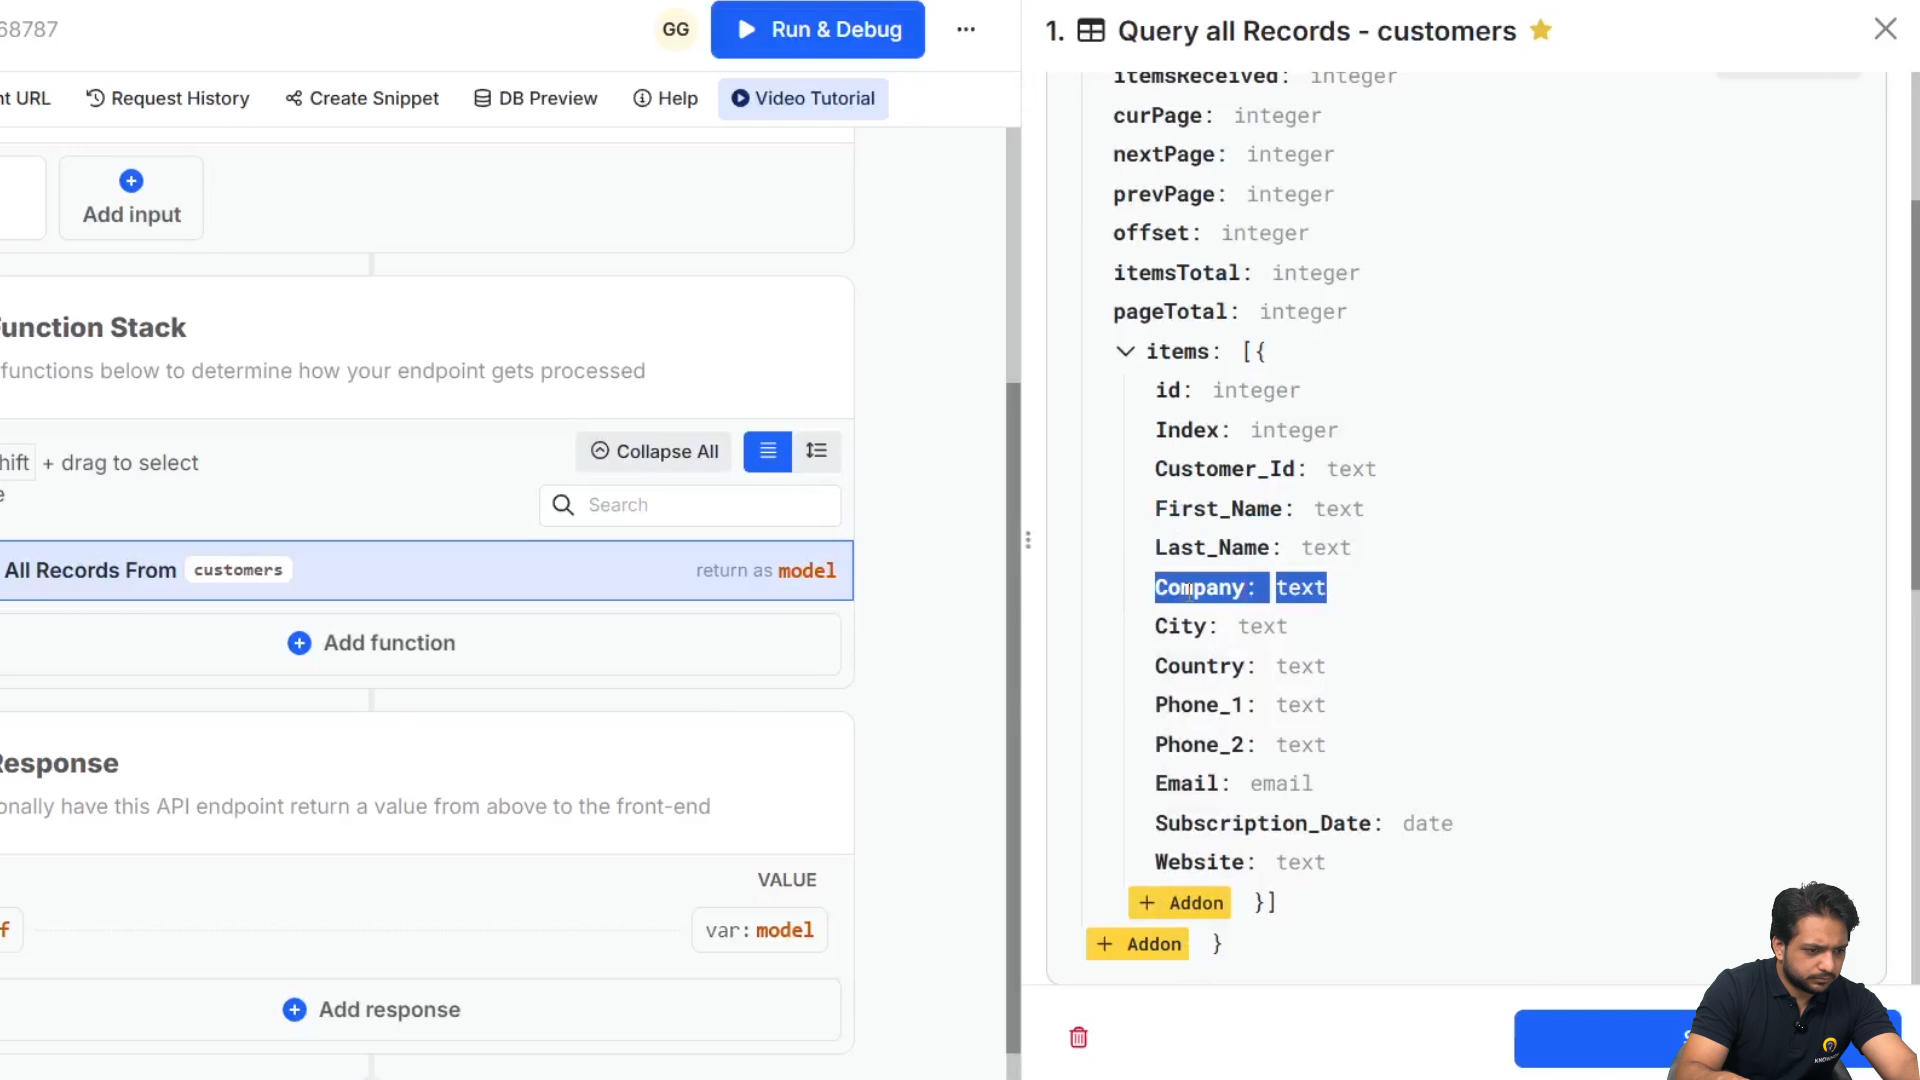 68787
GG
Run & Debug
nt URL
Request History
Create Snippet
DB Preview
Help
Video Tutorial
Add input
Function Stack
functions below to determine how your endpoint gets processed
hift + drag to select
e
Collapse All
Search
All Records From customers
return as model
Add function
Response
onally have this API endpoint return a value from above to the front-end
VALUE
f
var: model
Add response
1. Query all Records - customers
itemsReceived: integer
curPage: integer
nextPage: integer
prevPage: integer
offset: integer
itemsTotal: integer
pageTotal: integer
items: [{
id: integer
Index: integer
Customer_Id: text
First_Name: text
Last_Name: text
Company: text
City: text
Country: text
Phone_1: text
Phone_2: text
Email: email
Subscription_Date: date
Website: text
+ Addon }]
+ Addon }